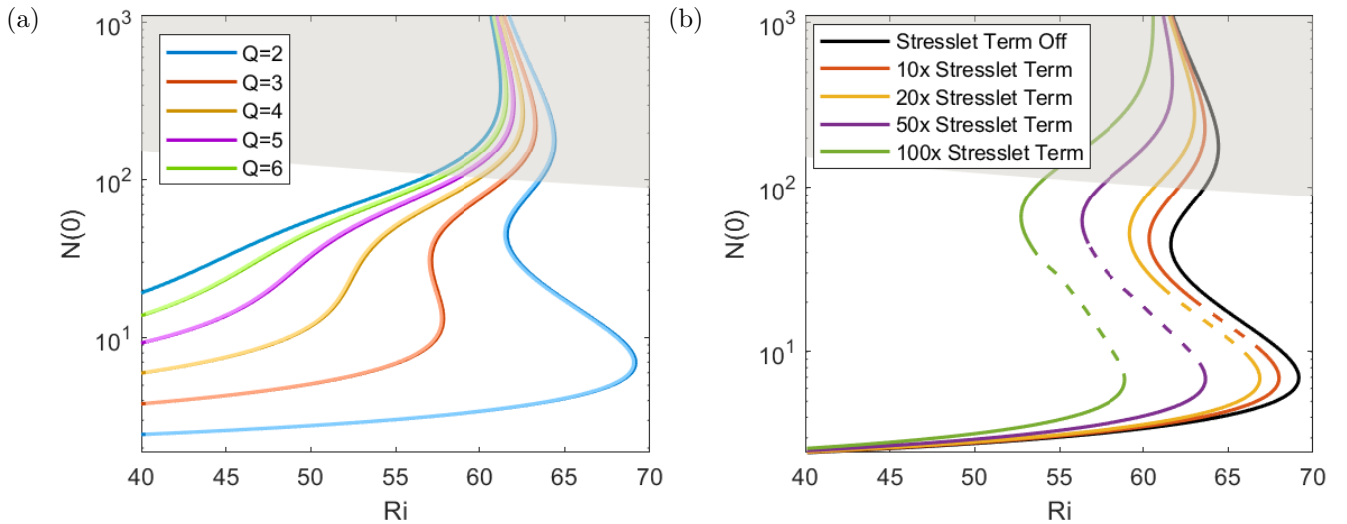 (a)
N(0)
10³
10²
10¹
Q=2
Q=3
Q=4
Q=5
Q=6
40 45 50 55 60 65 70
Ri
(b)
N(0)
10³
10²
10¹
Stresslet Term Off
10x Stresslet Term
20x Stresslet Term
50x Stresslet Term
100x Stresslet Term
40 45 50 55 60 65 70
Ri